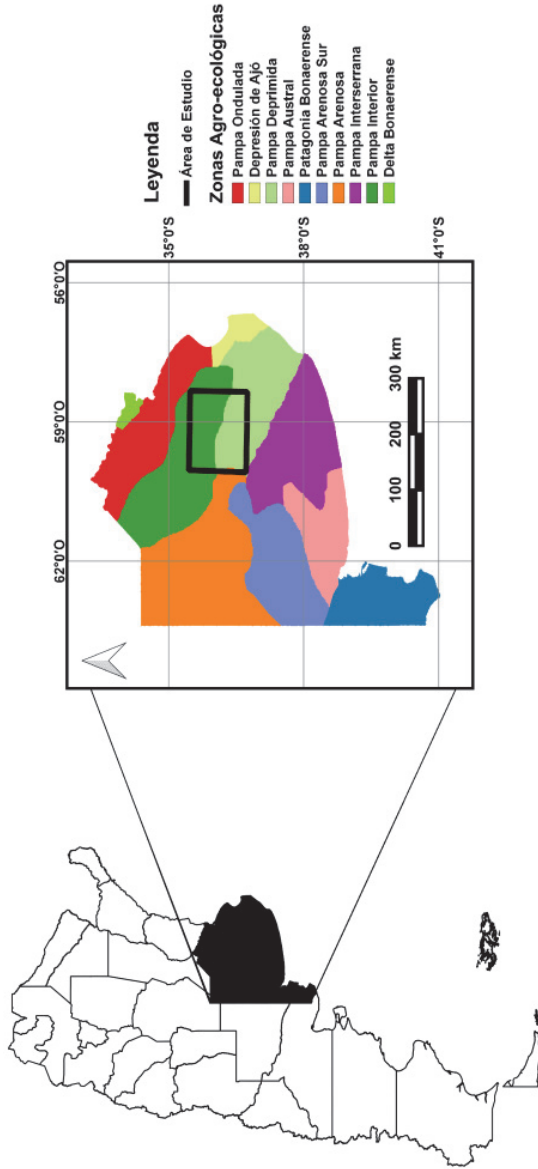 62°0'O
59°0'O
56°0'O
35°0'S
38°0'S
41°0'S
0
100
200
300 km
Leyenda
Área de Estudio
Zonas Agro-ecológicas
Pampa Ondulada
Depresión de Ajó
Pampa Deprimida
Pampa Austral
Patagonia Bonaerense
Pampa Arenosa Sur
Pampa Arenosa
Pampa Interserrana
Pampa Interior
Delta Bonaerense